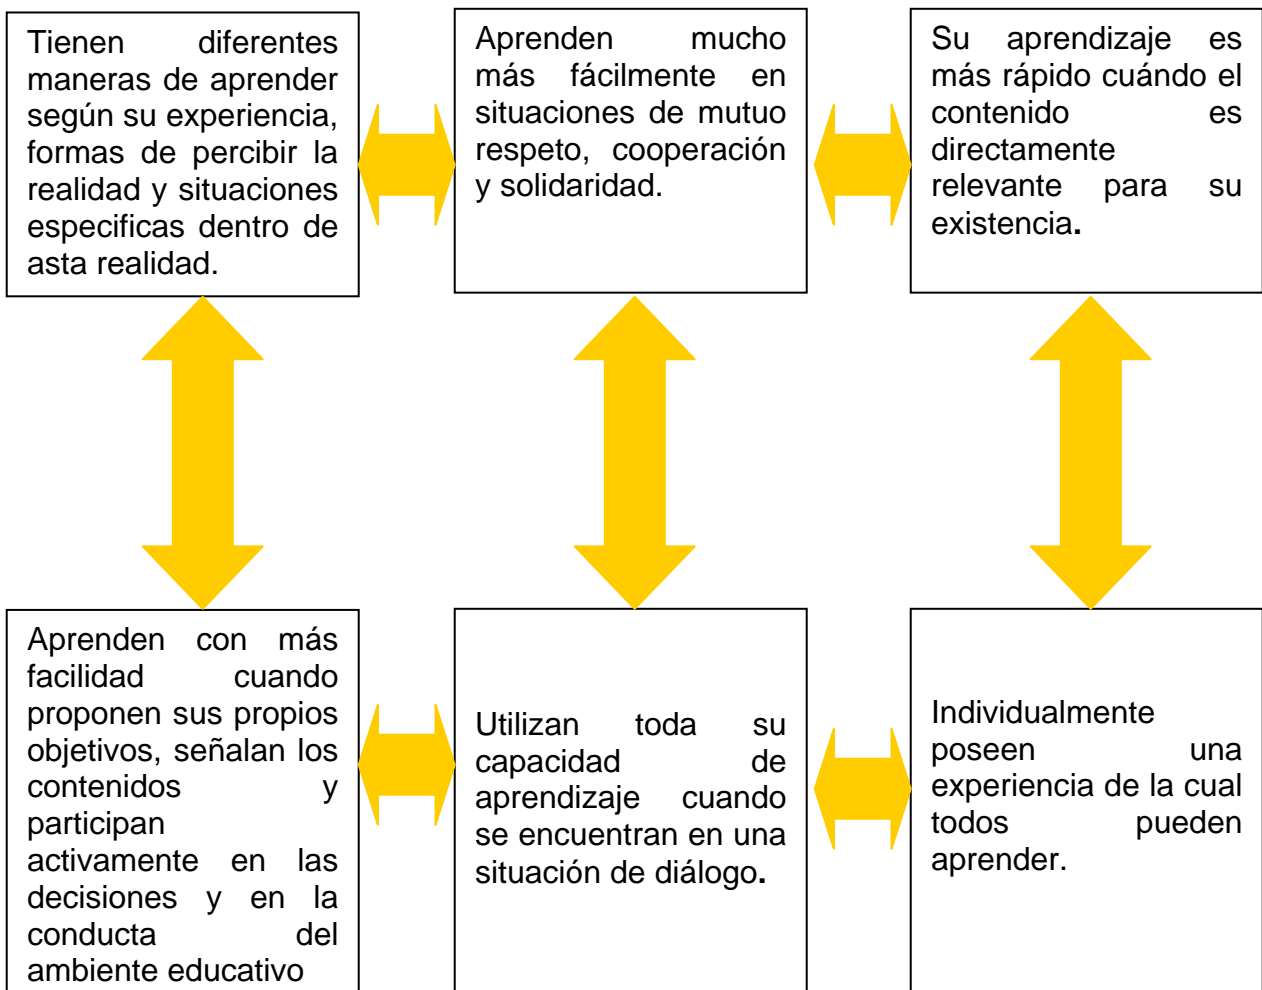 Tienen diferentes
maneras de aprender
según su experiencia,
formas de percibir la
realidad y situaciones
especificas dentro de
asta realidad.
Aprenden mucho
más fácilmente en
situaciones de mutuo
respeto, cooperación
y solidaridad.
Su aprendizaje es
más rápido cuándo el
contenido es
directamente
relevante para su
existencia.
Aprenden con más
facilidad cuando
proponen sus propios
objetivos, señalan los
contenidos y
participan
activamente en las
decisiones y en la
conducta del
ambiente educativo
Utilizan toda su
capacidad de
aprendizaje cuando
se encuentran en una
situación de diálogo.
Individualmente
poseen una
experiencia de la cual
todos pueden
aprender.